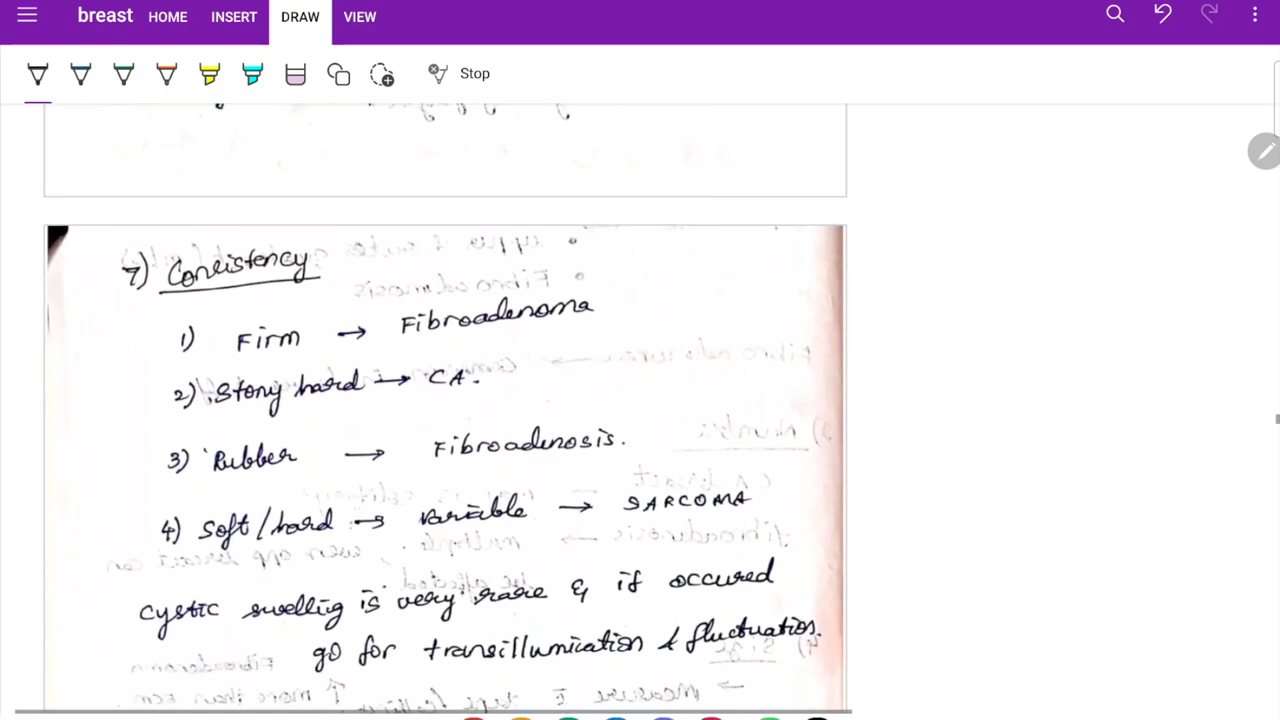 breast HOME INSERT DRAW VIEW
Stop
7) Consistency
1) Firm → Fibroadenoma
2) Stony hard → CA.
3) Rubber → Fibroadenosis.
4) Soft/hard → variable → SARCOMA
cystic swelling is very rare & if occured
go for transillumication & fluctuation.